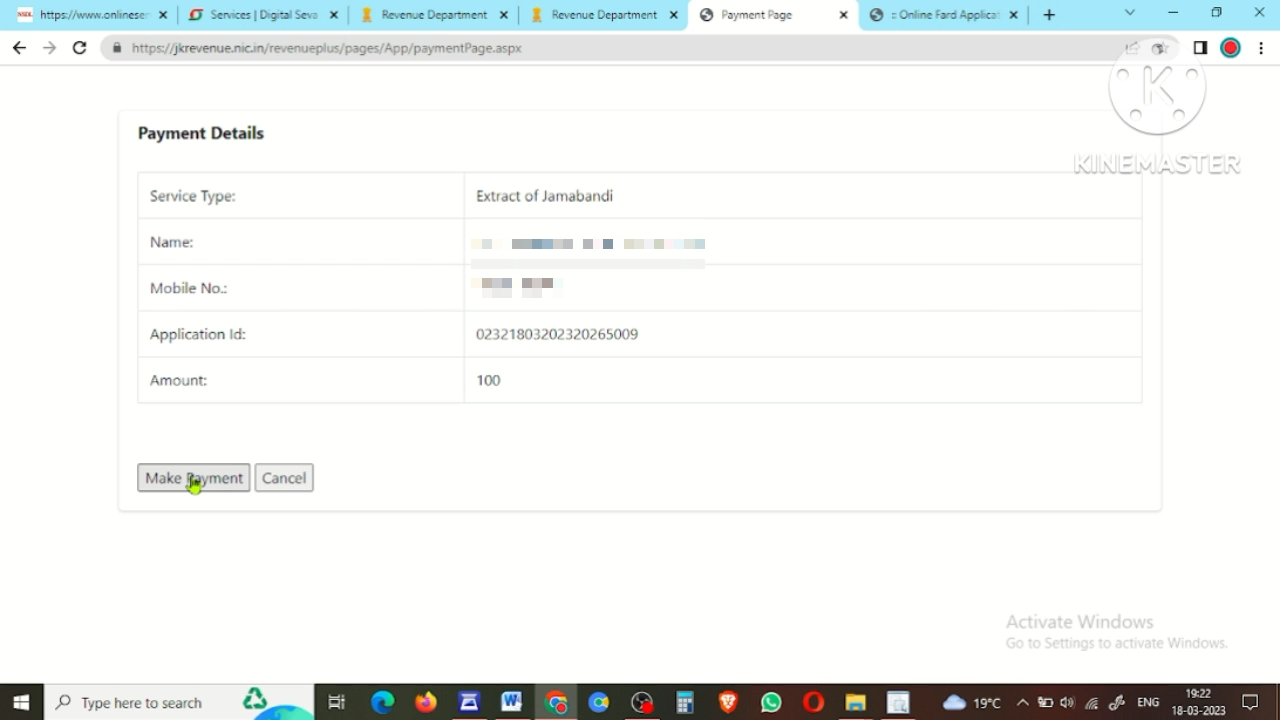 https://www.onlineser
Services | Digital Seva
Revenue Department
Revenue Department
Payment Page
:: Online Fard Applicat
https://jkrevenue.nic.in/revenueplus/pages/App/paymentPage.aspx
K
KINEMASTER
Payment Details
Service Type: Extract of Jamabandi
Name:
Mobile No.:
Application Id: 02321803202320265009
Amount: 100
Make Payment Cancel
Activate Windows
Go to Settings to activate Windows.
Type here to search
19°C
ENG
19:22
18-03-2023